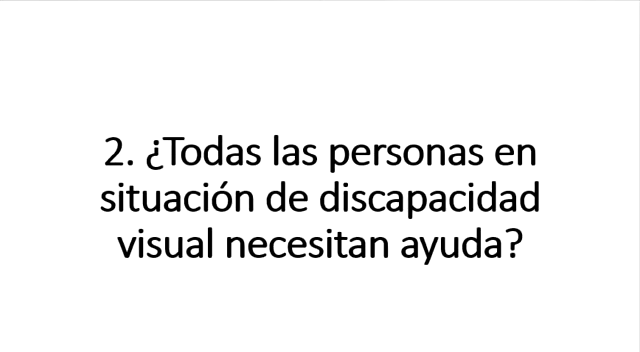 2. ¿Todas las personas en
situación de discapacidad
visual necesitan ayuda?